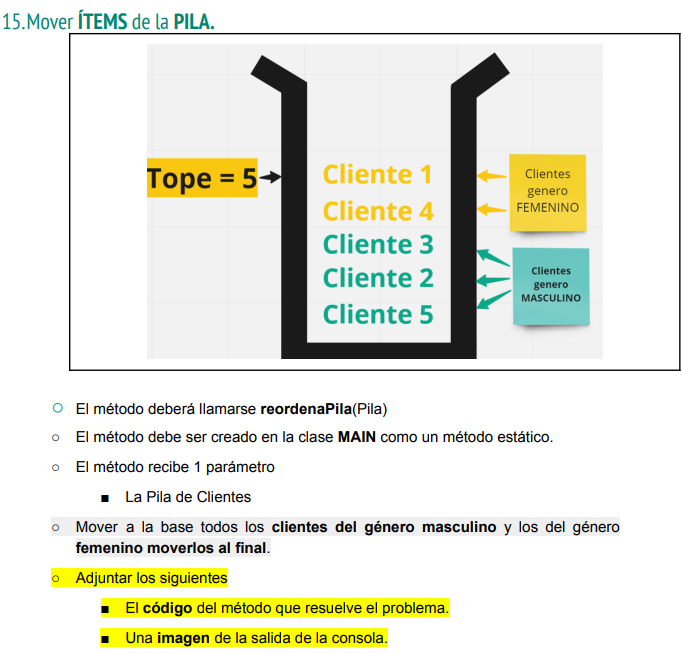 15.Mover ÍTEMS de la PILA.
Tope = 5
Cliente 1
Cliente 4
Cliente 3
Cliente 2
Cliente 5
Clientes
genero
FEMENINO
Clientes
genero
MASCULINO
○ El método deberá llamarse reordenaPila(Pila)
○ El método debe ser creado en la clase MAIN como un método estático.
○ El método recibe 1 parámetro
■ La Pila de Clientes
○ Mover a la base todos los clientes del género masculino y los del género
femenino moverlos al final.
○ Adjuntar los siguientes
■ El código del método que resuelve el problema.
■ Una imagen de la salida de la consola.